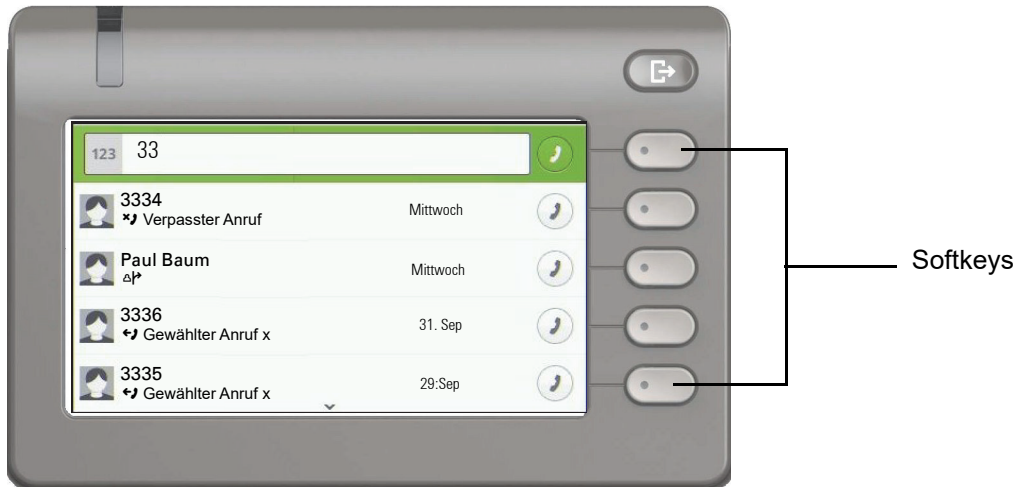 123 33
3334
Verpasster Anruf
Mittwoch
Paul Baum
Mittwoch
3336
Gewählter Anruf x
31. Sep
3335
Gewählter Anruf x
29:Sep
Softkeys